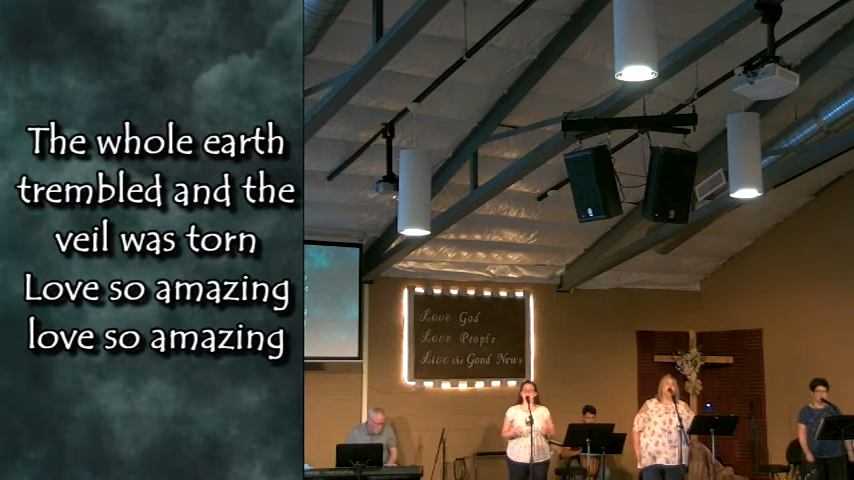 The whole earth
trembled and the
veil was torn
Love so amazing
love so amazing
Love God
Love People
Live the Good News